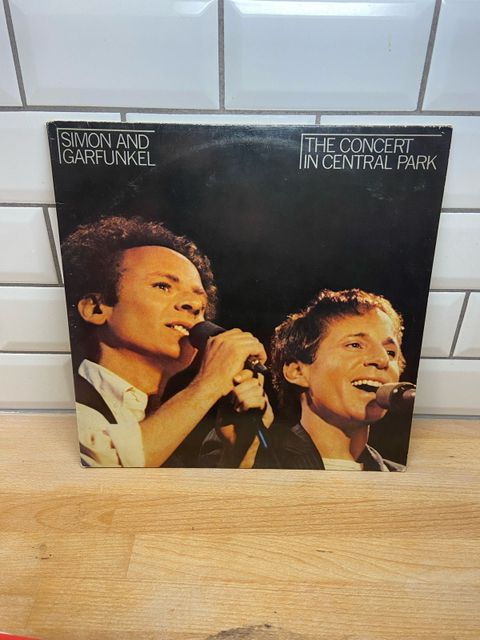 SIMON AND
GARFUNKEL
THE CONCERT
IN CENTRAL PARK